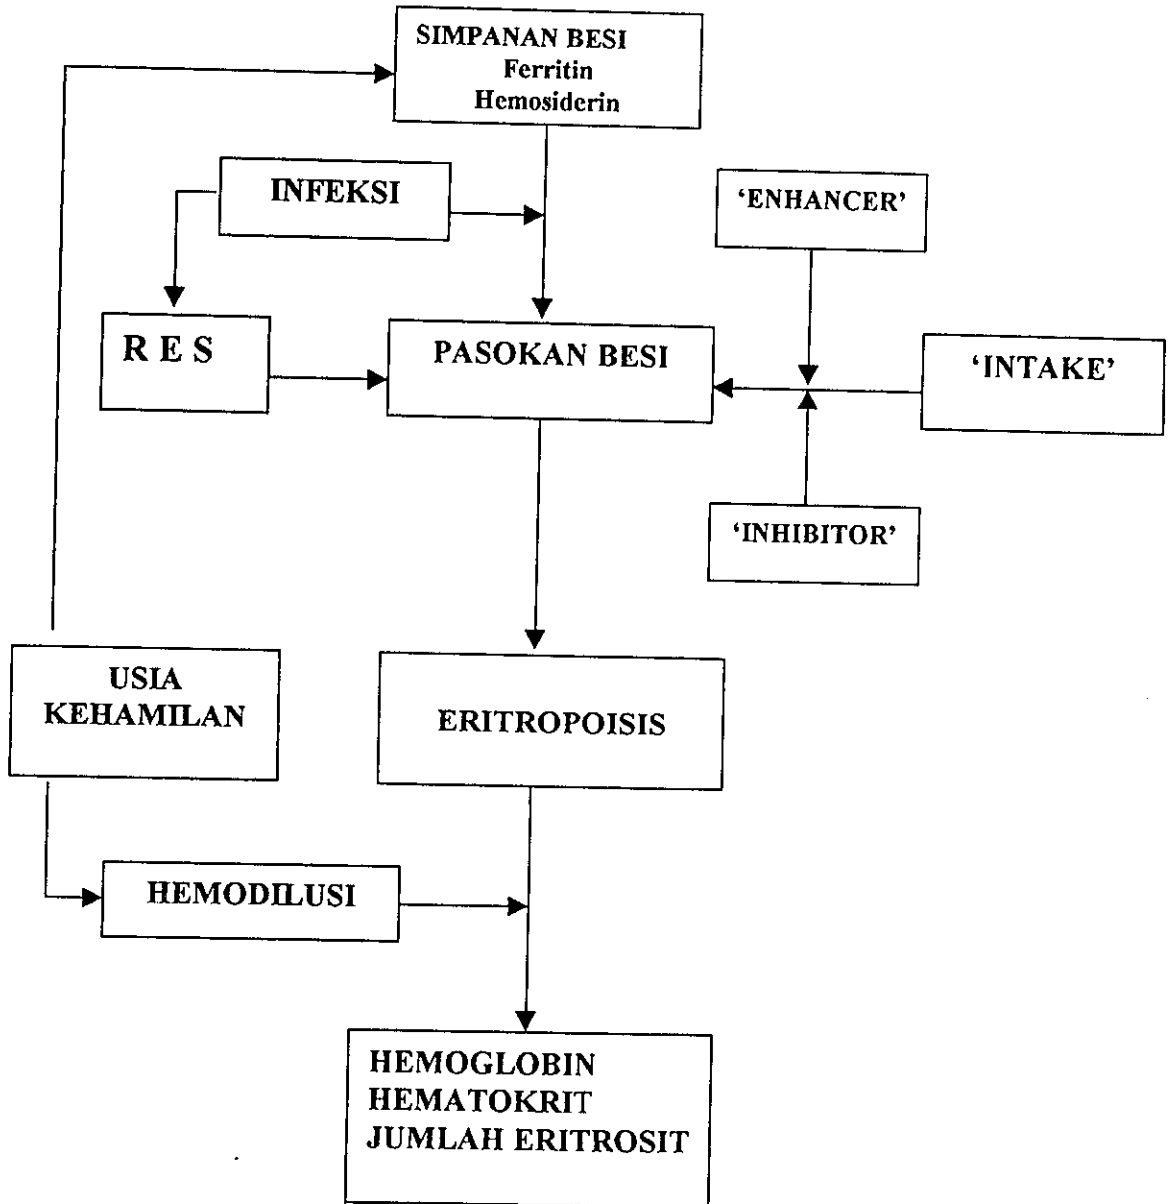 SIMPANAN BESI
Ferritin
Hemosiderin
INFEKSI
‘ENHANCER’
R E S
PASOKAN BESI
‘INTAKE’
‘INHIBITOR’
USIA
KEHAMILAN
ERITROPOISIS
HEMODILUSI
HEMOGLOBIN
HEMATOKRIT
JUMLAH ERITROSIT